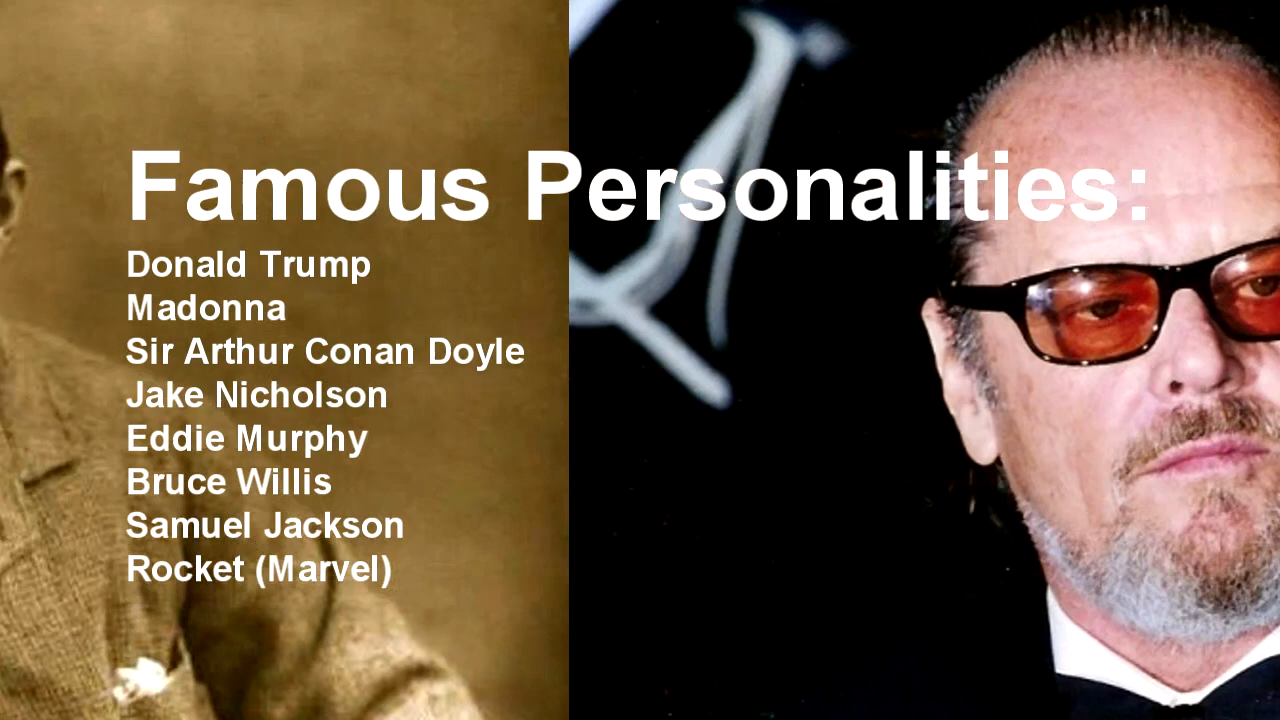 Famous Personalities:
Donald Trump
Madonna
Sir Arthur Conan Doyle
Jake Nicholson
Eddie Murphy
Bruce Willis
Samuel Jackson
Rocket (Marvel)